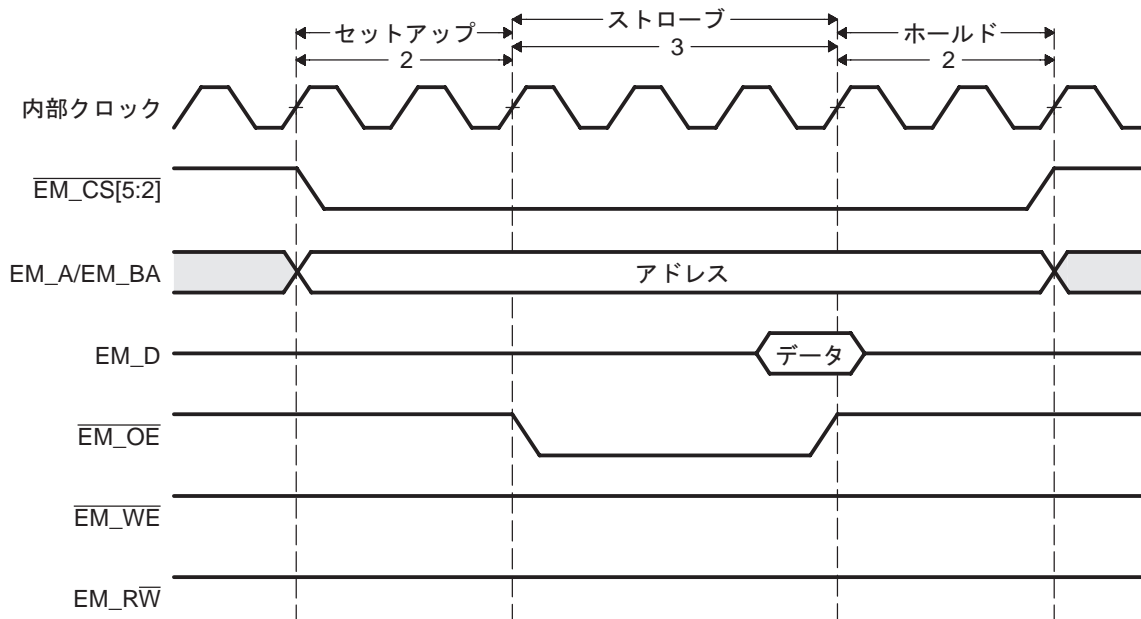 セットアップ
ストローブ
ホールド
2
3
2
内部クロック
EM_CS[5:2]
EM_A/EM_BA
アドレス
EM_D
データ
EM_OE
EM_WE
EM_RW